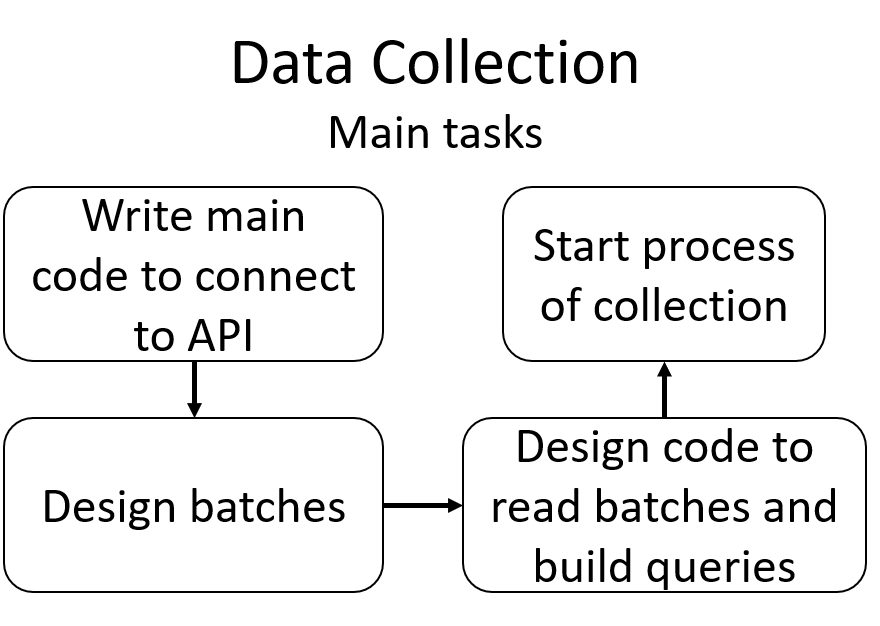 Data Collection
Main tasks
Write main
code to connect
to API
Design batches
Design code to
read batches and
build queries
Start process
of collection